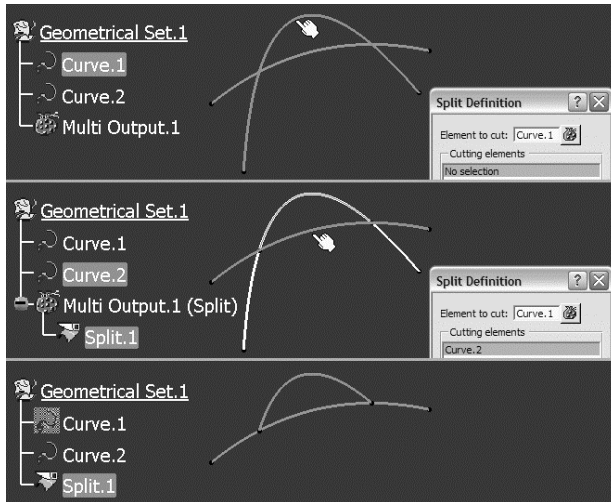 Geometrical Set.1
Curve.1
Curve.2
Multi Output.1
Split Definition
?
Element to cut: Curve.1
Cutting elements
No selection
Geometrical Set.1
Curve.1
Curve.2
Multi Output.1 (Split)
Split.1
Split Definition
?
Element to cut: Curve.1
Cutting elements
Curve.2
Geometrical Set.1
Curve.1
Curve.2
Split.1